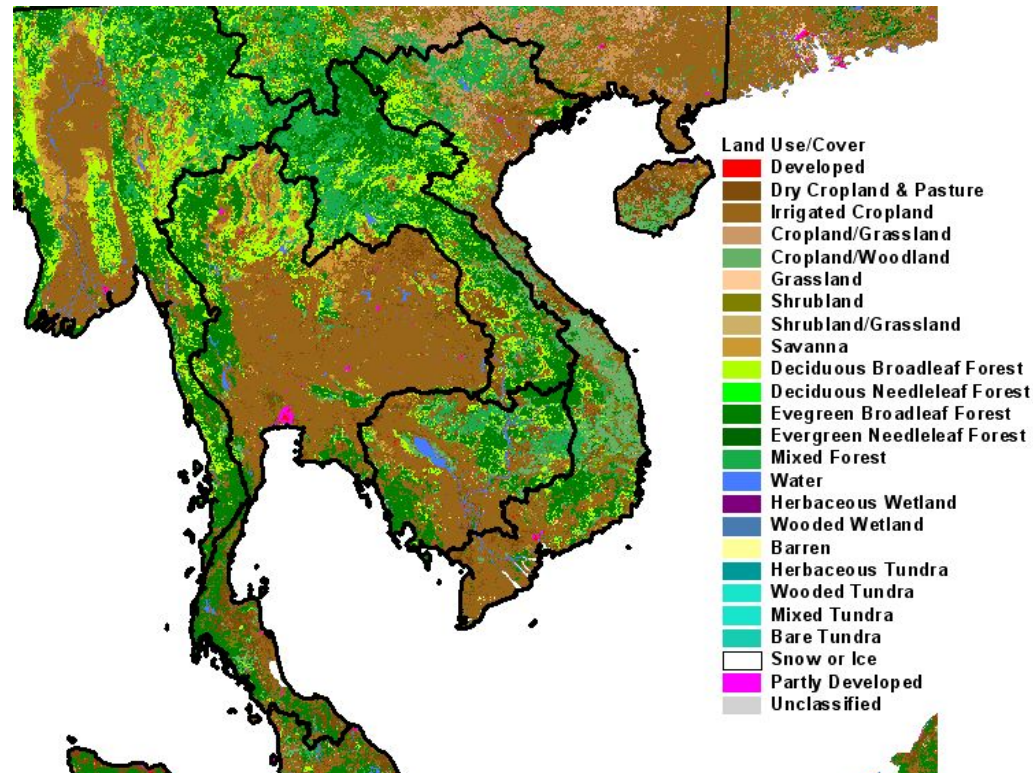 Land Use/Cover
Developed
Dry Cropland & Pasture
Irrigated Cropland
Cropland/Grassland
Cropland/Woodland
Grassland
Shrubland
Shrubland/Grassland
Savanna
Deciduous Broadleaf Forest
Deciduous Needleleaf Forest
Evegreen Broadleaf Forest
Evergreen Needleleaf Forest
Mixed Forest
Water
Herbaceous Wetland
Wooded Wetland
Barren
Herbaceous Tundra
Wooded Tundra
Mixed Tundra
Bare Tundra
Snow or Ice
Partly Developed
Unclassified